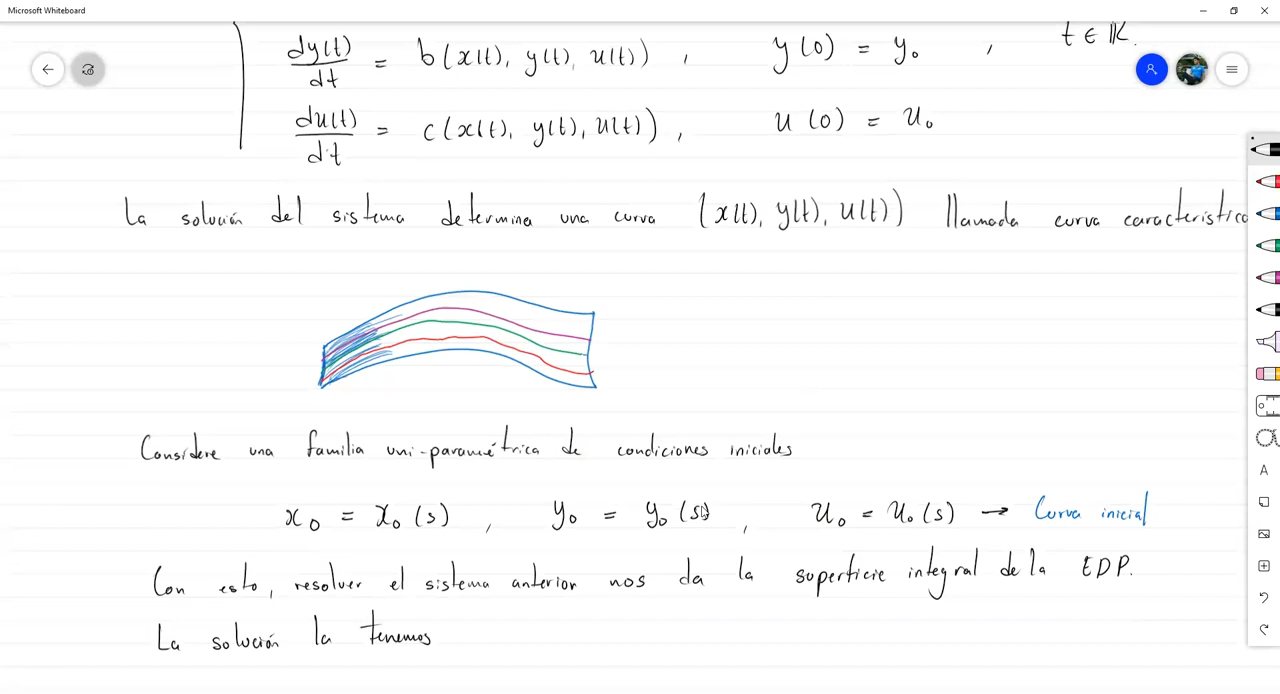 Microsoft Whiteboard
dy(t)/dt = b(x(t), y(t), u(t)), y(0) = y₀, t ∈ ℝ.
du(t)/dt = c(x(t), y(t), u(t)), u(0) = u₀
La solución del sistema determina una curva (x(t), y(t), u(t)) llamada curva característica
Considere una familia uni-paramétrica de condiciones iniciales
x₀ = x₀(s), y₀ = y₀(s), u₀ = u₀(s) → Curva inicial
Con esto, resolver el sistema anterior nos da la superficie integral de la EDP.
La solución la tenemos
A